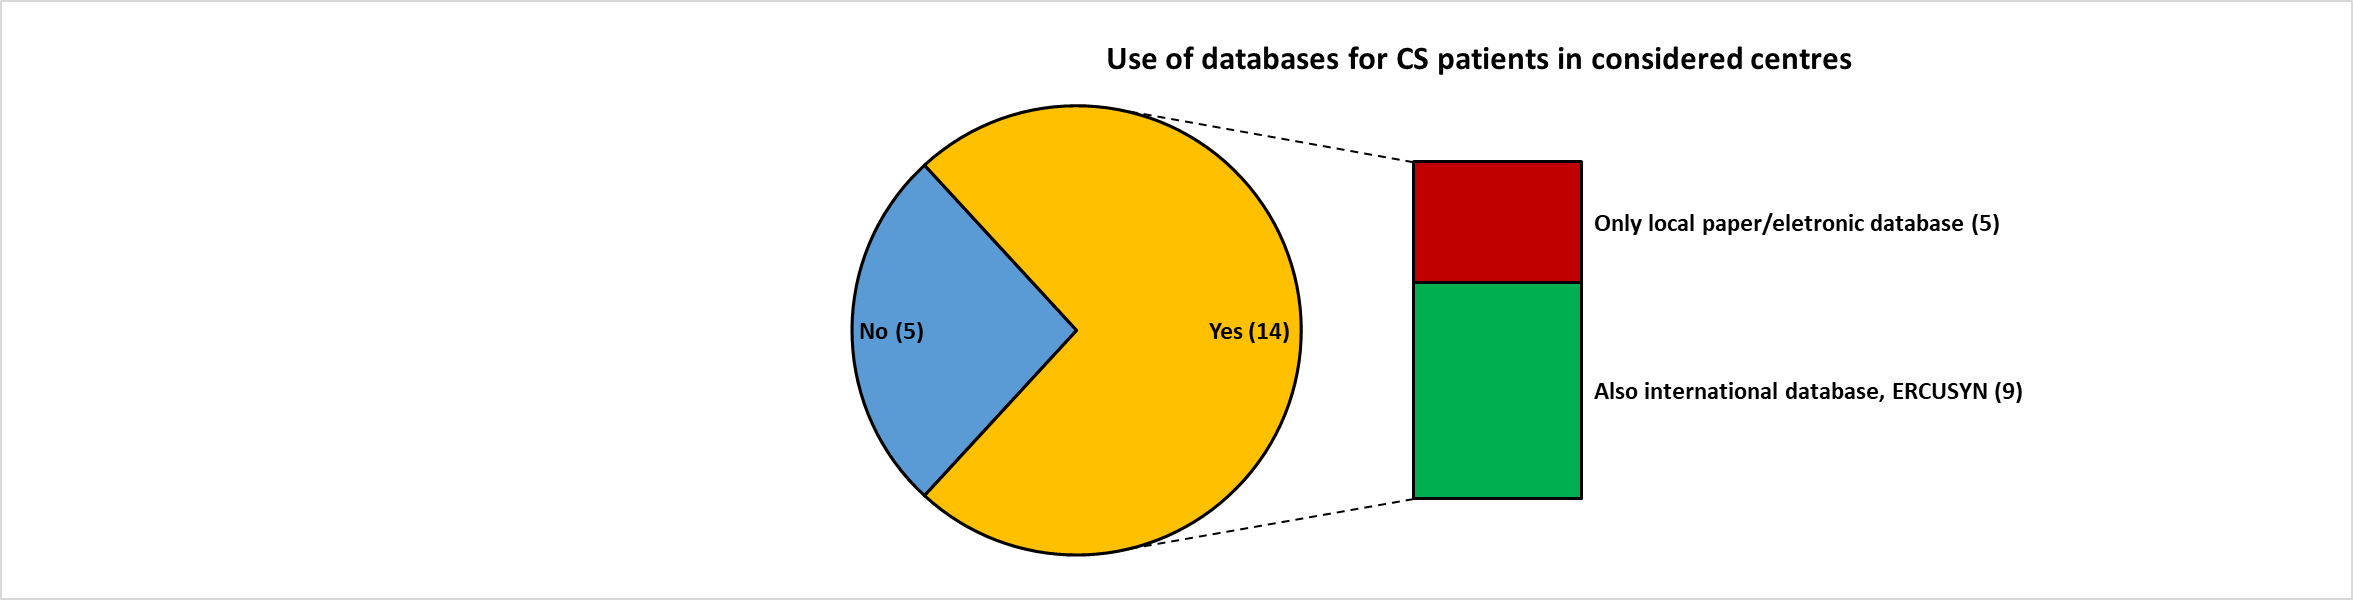 Use of databases for CS patients in considered centres
No (5)
Yes (14)
Only local paper/eletronic database (5)
Also international database, ERCUSYN (9)